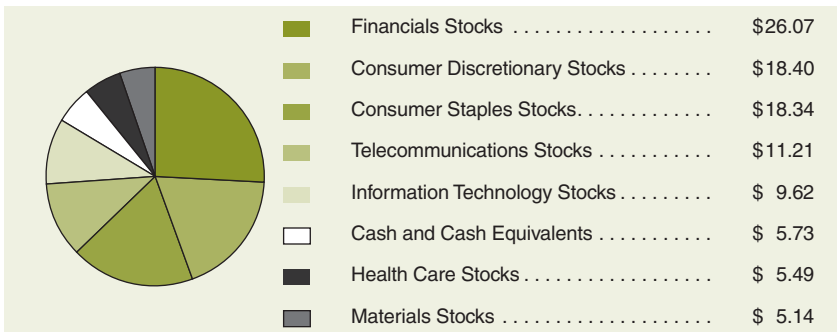 Financials Stocks . . . . . . . . . . . . . . . . . . . $26.07
Consumer Discretionary Stocks . . . . . . . . $18.40
Consumer Staples Stocks. . . . . . . . . . . . . $18.34
Telecommunications Stocks . . . . . . . . . . . $11.21
Information Technology Stocks . . . . . . . . . $ 9.62
Cash and Cash Equivalents . . . . . . . . . . . $ 5.73
Health Care Stocks . . . . . . . . . . . . . . . . . . $ 5.49
Materials Stocks . . . . . . . . . . . . . . . . . . . . $ 5.14